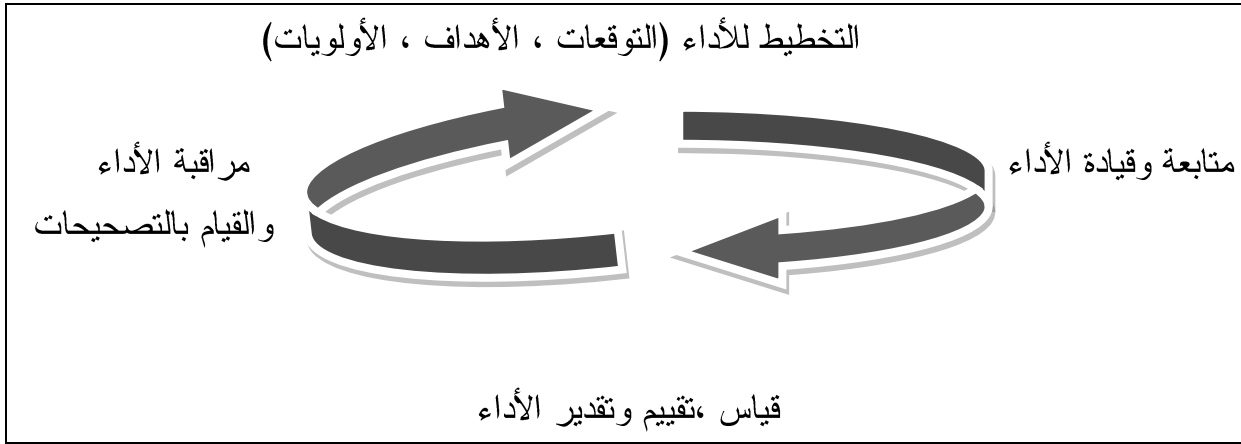 التخطيط للأداء (التوقعات ، الأهداف ، الأولويات)
متابعة وقيادة الأداء
مراقبة الأداء
والقيام بالتصحيحات
قياس ،تقييم وتقدير الأداء